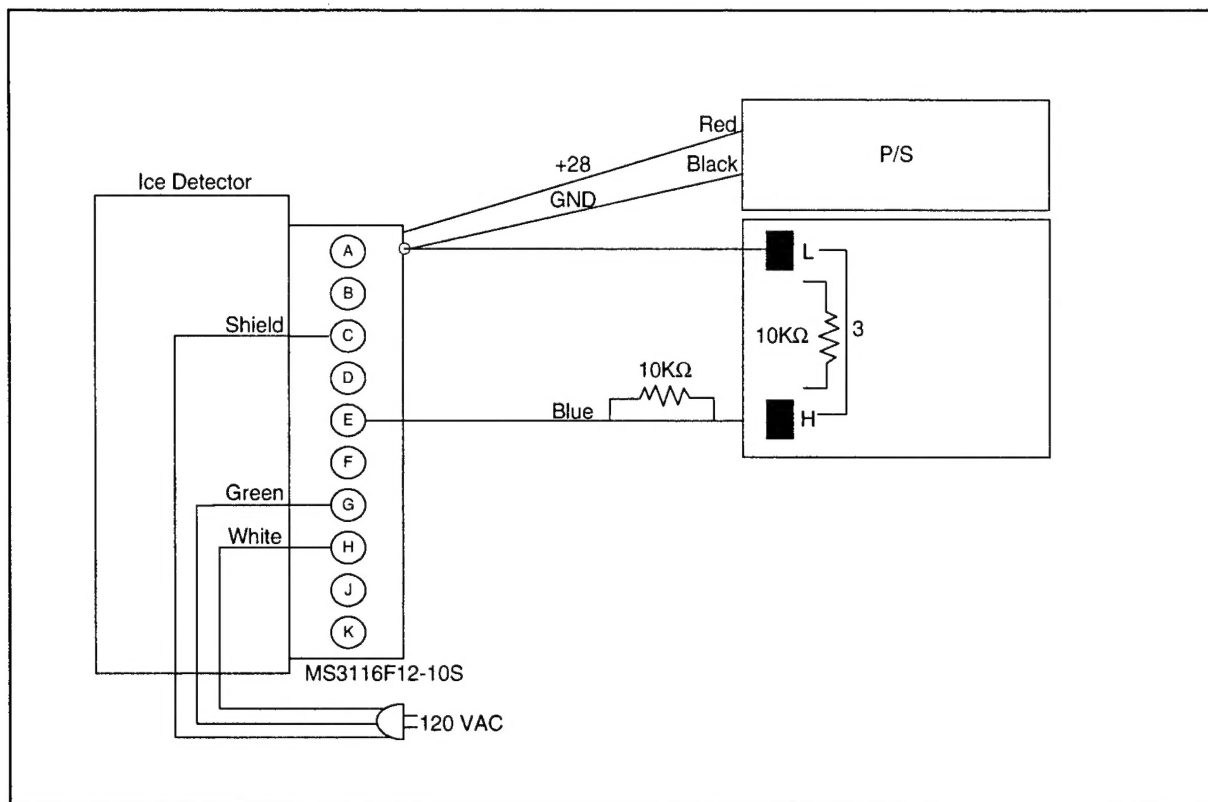 Red
P/S
+28
Black
Ice Detector
GND
A
L
B
Shield
C
10KΩ
3
D
10KΩ
Blue
E
H
F
Green
G
White
H
J
K
MS3116F12-10S
120 VAC